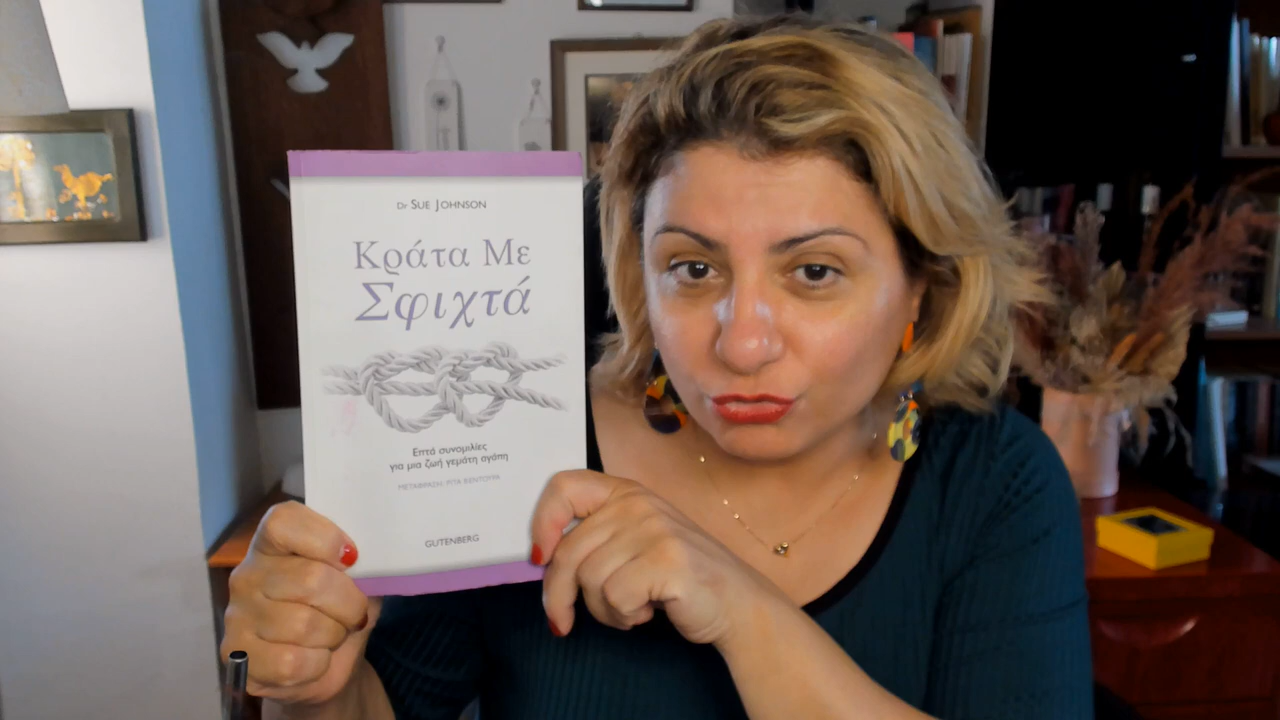 Dr SUE JOHNSON
Κράτα Με
Σφιχτά
Επτά συνομιλίες
για μια ζωή γεμάτη αγάπη
ΜΕΤΑΦΡΑΣΗ: ΡΙΤΑ ΒΕΝΤΟΥΡΑ
GUTENBERG